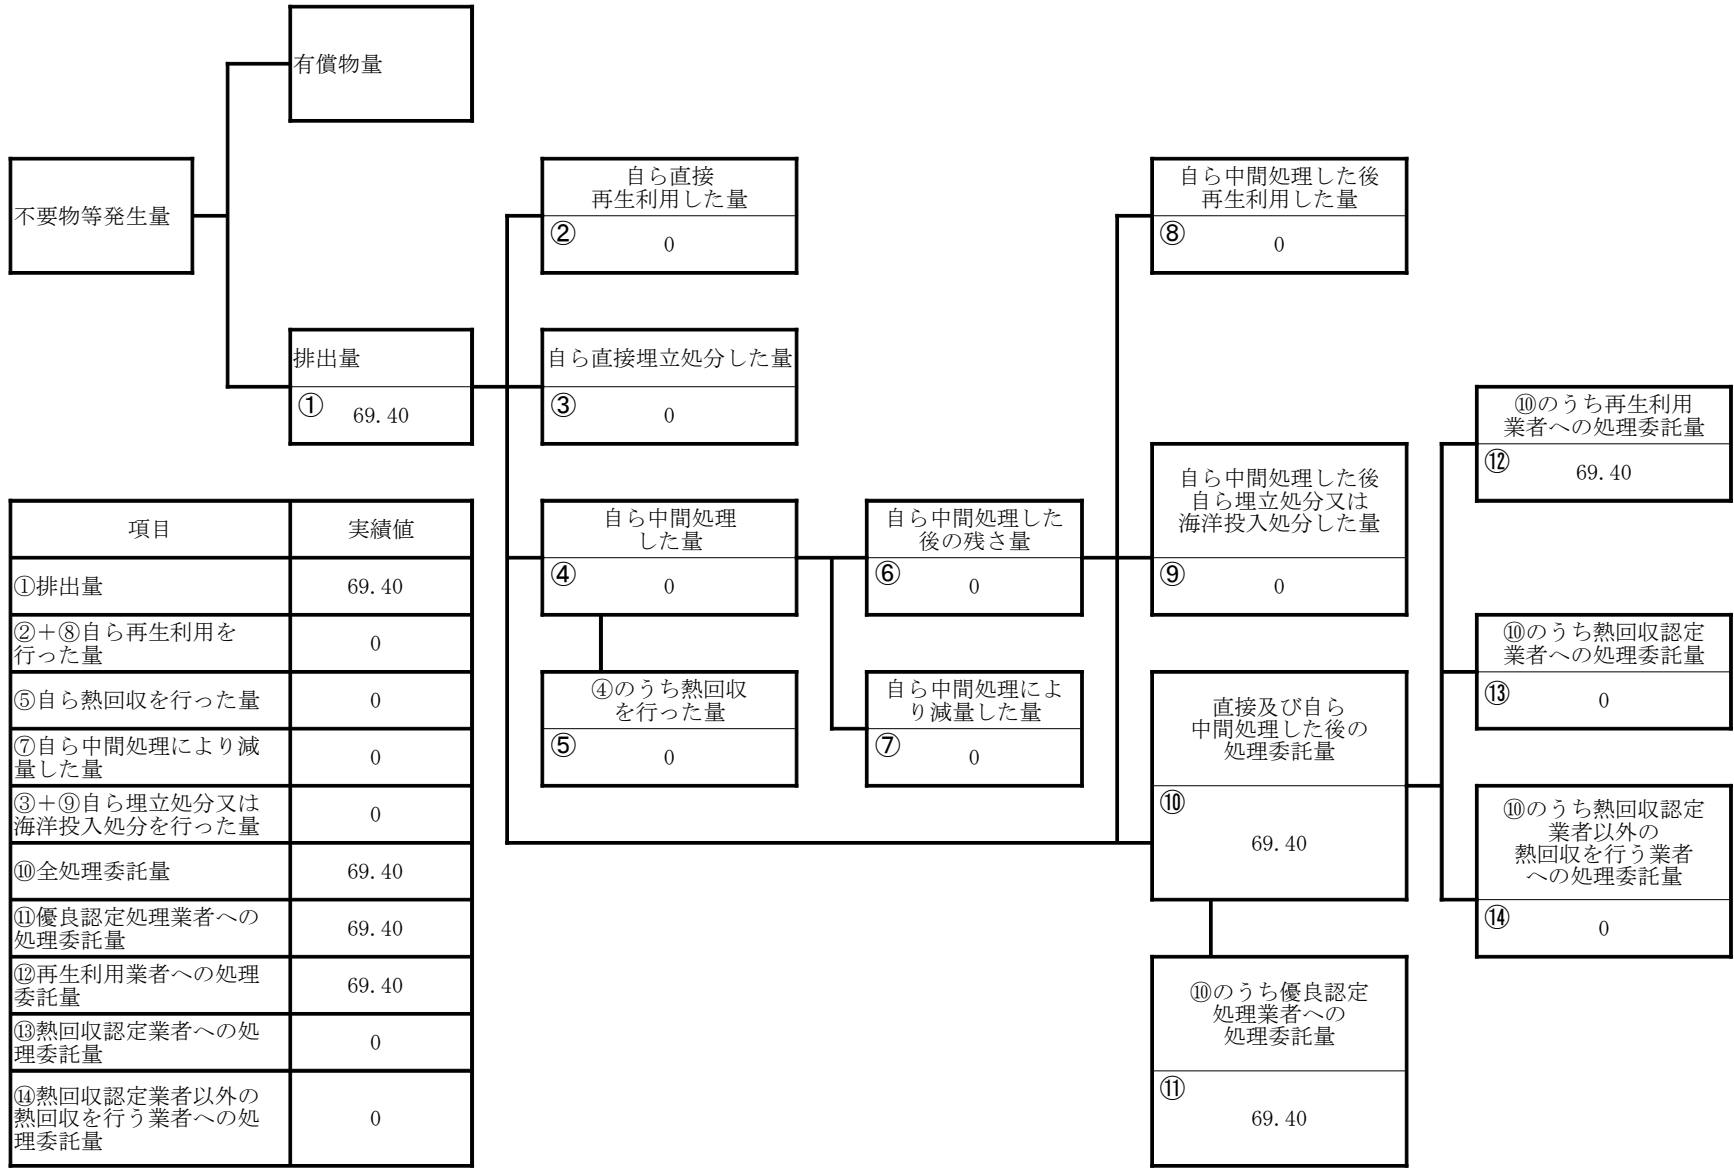 有償物量
不要物等発生量
自ら直接
再生利用した量
②
0
自ら中間処理した後
再生利用した量
⑧
0
排出量
①
69.40
自ら直接埋立処分した量
③
0
⑩のうち再生利用
業者への処理委託量
⑫
69.40
自ら中間処理
した量
④
0
自ら中間処理した
後の残さ量
⑥
0
自ら中間処理した後
自ら埋立処分又は
海洋投入処分した量
⑨
0
⑩のうち熱回収認定
業者への処理委託量
⑬
0
④のうち熱回収
を行った量
⑤
0
自ら中間処理によ
り減量した量
⑦
0
直接及び自ら
中間処理した後の
処理委託量
⑩
69.40
⑩のうち熱回収認定
業者以外の
熱回収を行う業者
への処理委託量
⑭
0
⑩のうち優良認定
処理業者への
処理委託量
⑪
69.40
項目 実績値
①排出量 69.40
②＋⑧自ら再生利用を
行った量 0
⑤自ら熱回収を行った量 0
⑦自ら中間処理により減
量した量 0
③＋⑨自ら埋立処分又は
海洋投入処分を行った量 0
⑩全処理委託量 69.40
⑪優良認定処理業者への
処理委託量 69.40
⑫再生利用業者への処理
委託量 69.40
⑬熱回収認定業者への処
理委託量 0
⑭熱回収認定業者以外の
熱回収を行う業者への処
理委託量 0